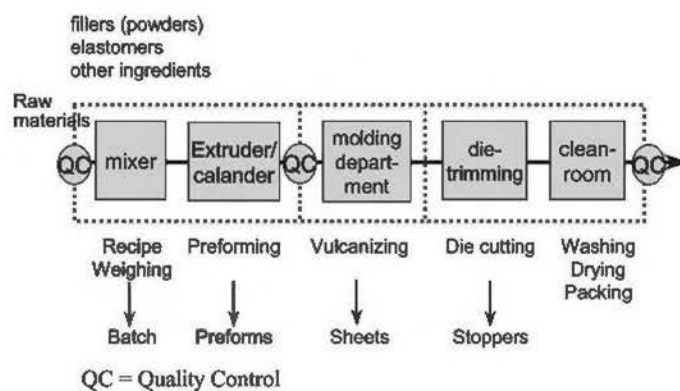 fillers (powders)
elastomers
other ingredients
Raw
materials
QC
mixer
Extruder/
calander
QC
molding
depart-
ment
die-
trimming
clean-
room
QC
Recipe
Weighing
Preforming
Vulcanizing
Die cutting
Washing
Drying
Packing
Batch
Preforms
Sheets
Stoppers
QC = Quality Control